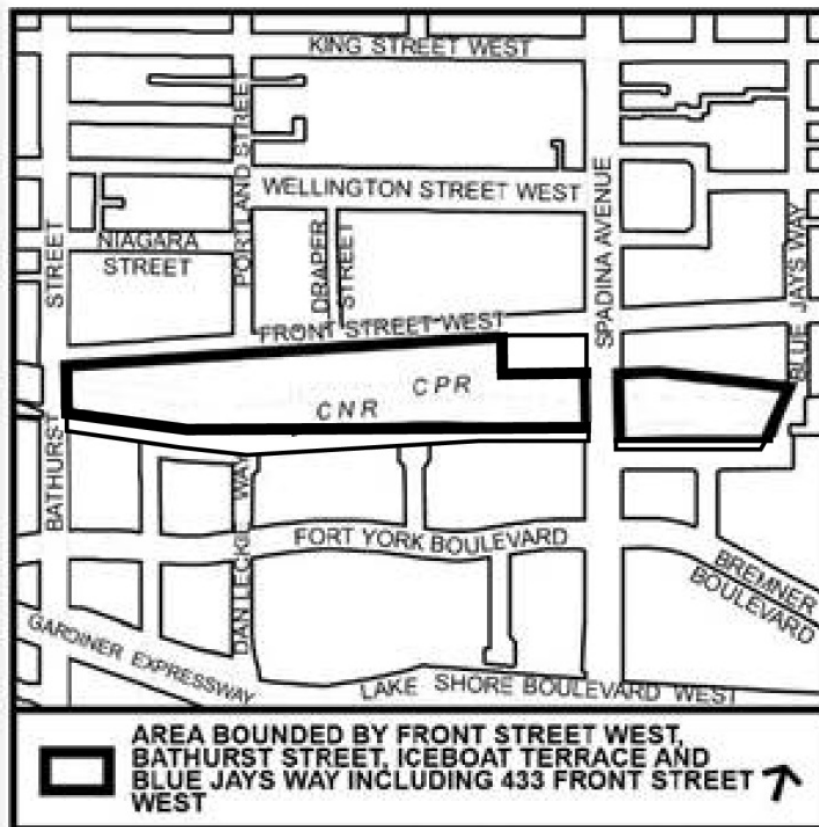 KING STREET WEST
PORTLAND STREET
WELLINGTON STREET WEST
SPADINA AVENUE
NIAGARA
STREET
DRAPER
STREET
BLUE JAYS WAY
BLUE
STREET
FRONT STREET WEST
CPR
CNR
BATHURST
DAN LECKIE WAY
FORT YORK BOULEVARD
BREMNER
BOULEVARD
GARDINER EXPRESSWAY
LAKE SHORE BOULEVARD WEST
AREA BOUNDED BY FRONT STREET WEST,
BATHURST STREET, ICEBOAT TERRACE AND
BLUE JAYS WAY INCLUDING 433 FRONT STREET
WEST